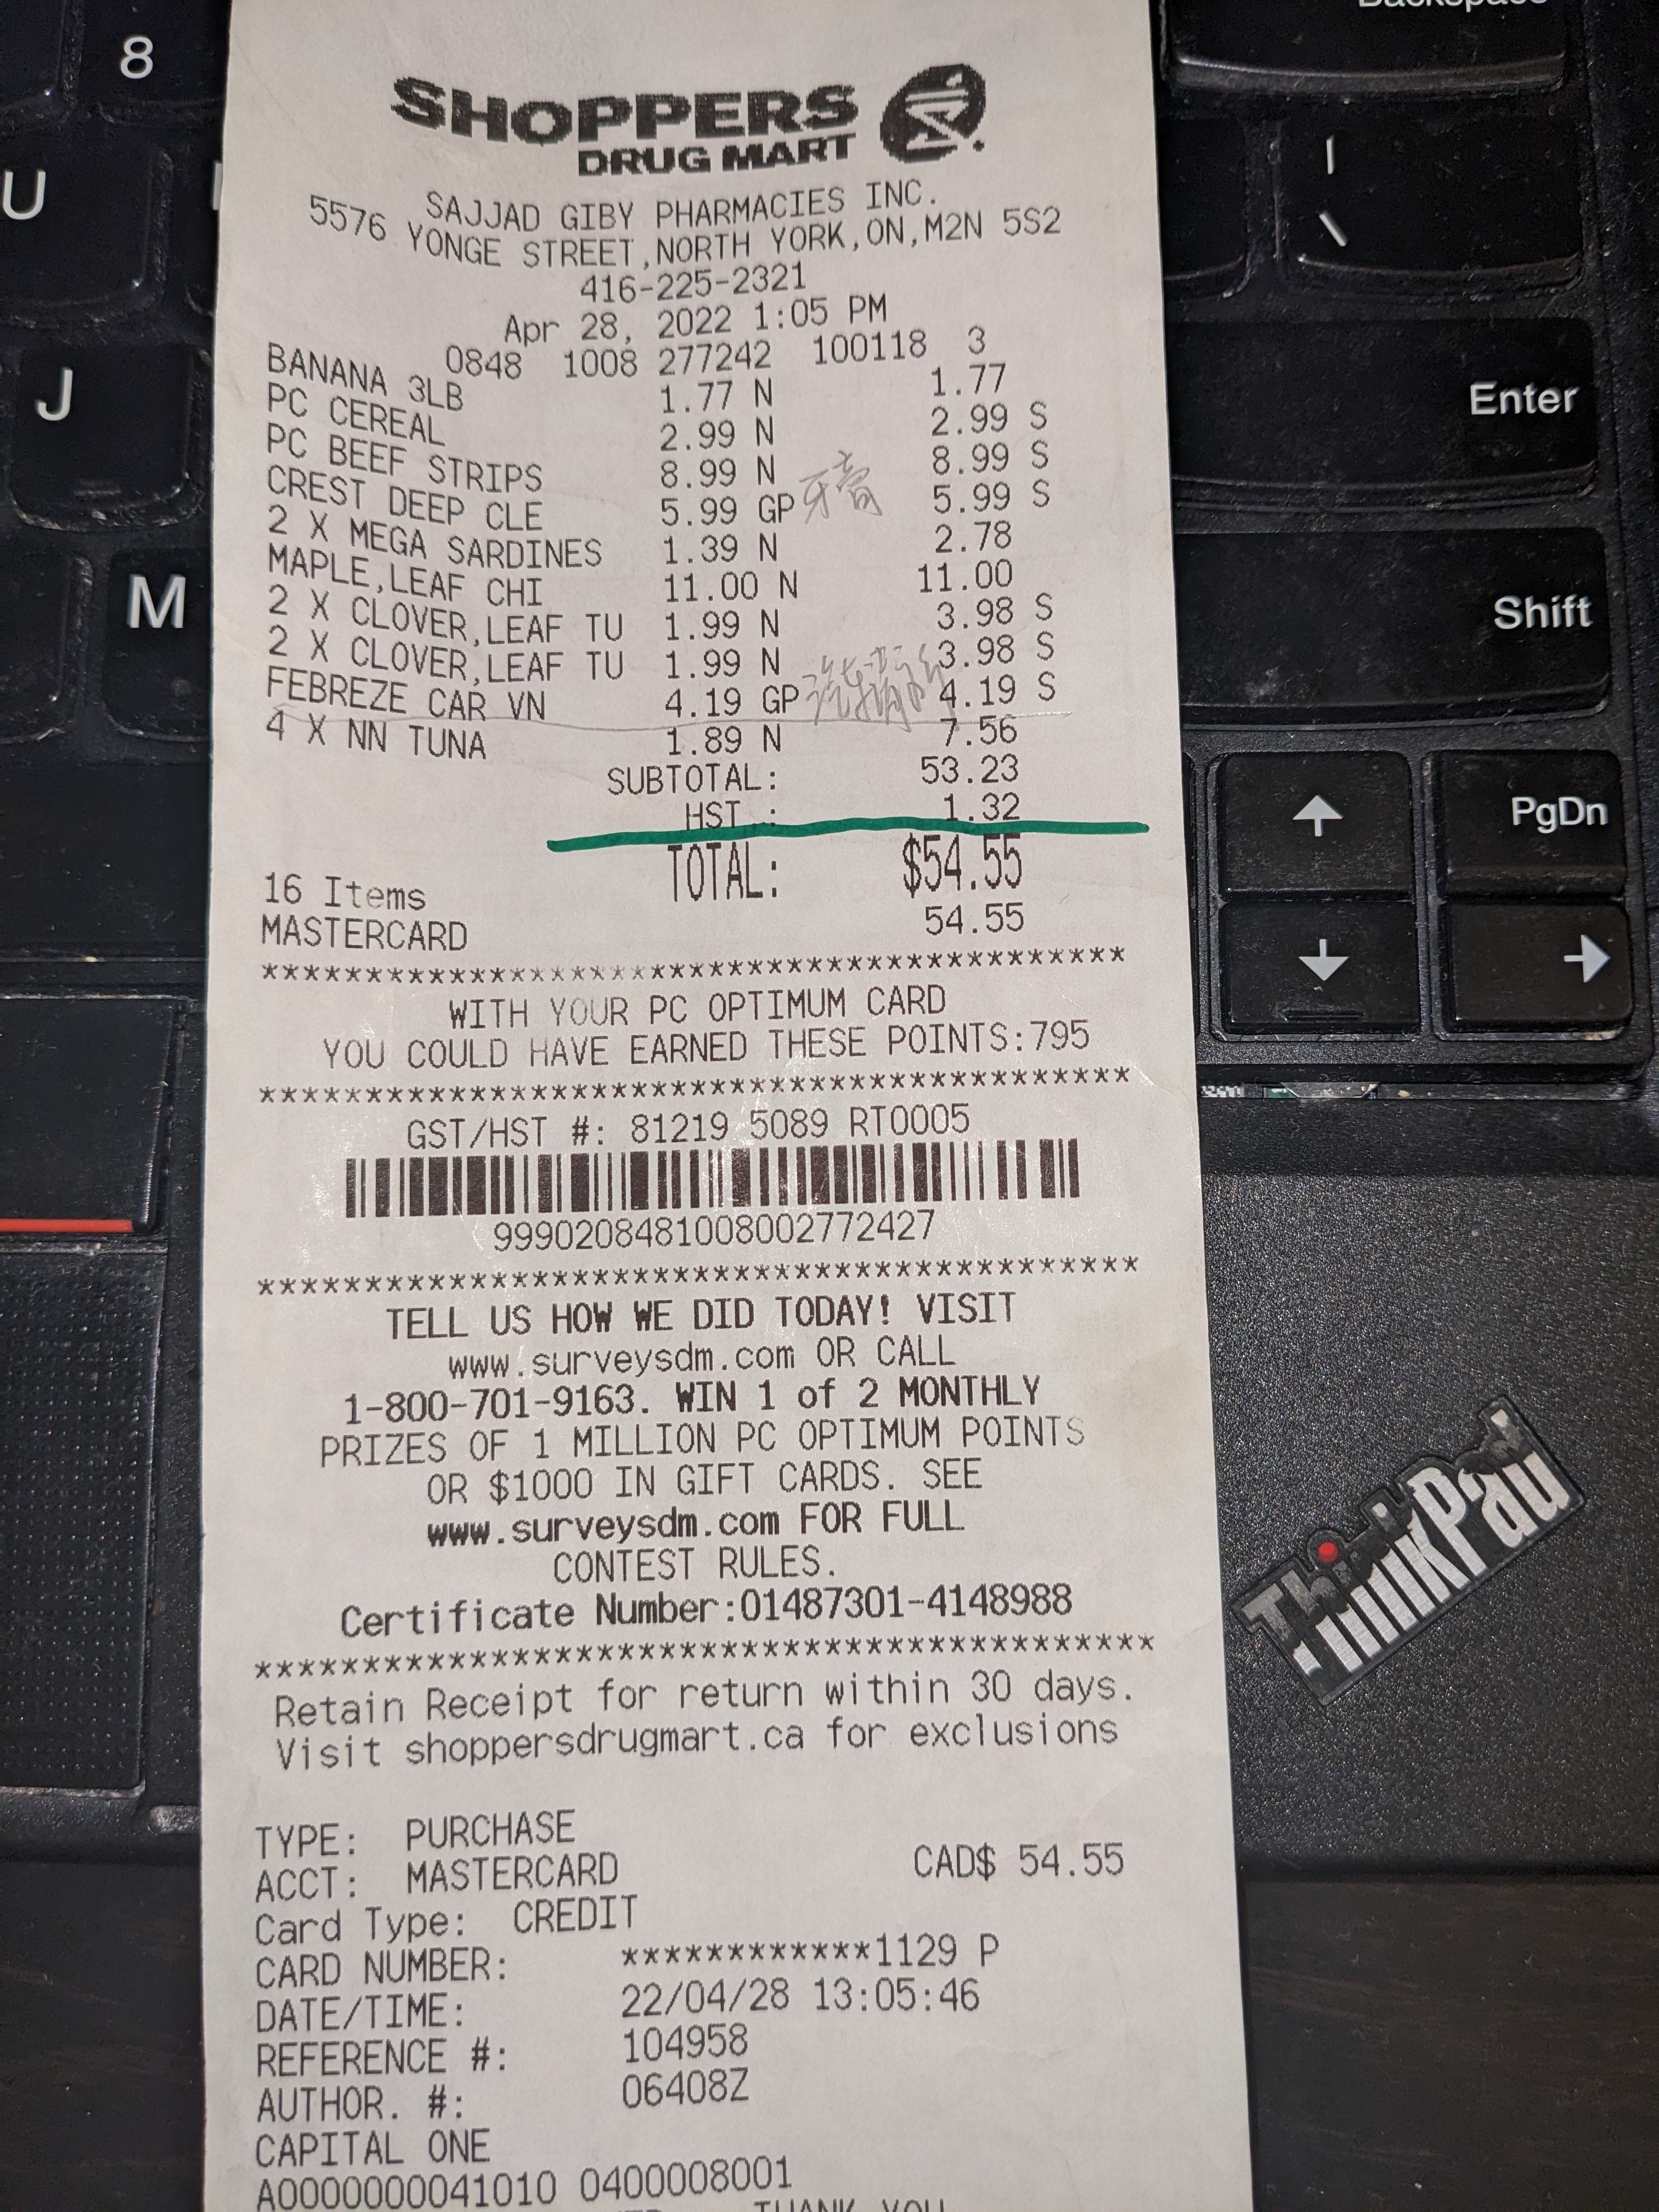 SHOPPERS
DRUG MART
SAJJAD GIBY PHARMACIES INC.
5576 YONGE STREET,NORTH YORK,ON,M2N 5S2
416-225-2321
Apr 28, 2022 1:05 PM
0848 1008 277242 100118 3
BANANA 3LB 1.77 N 1.77
PC CEREAL 2.99 N 2.99 S
PC BEEF STRIPS 8.99 N 8.99 S
CREST DEEP CLE 5.99 GP 牙膏 5.99 S
2 X MEGA SARDINES 1.39 N 2.78
MAPLE,LEAF CHI 11.00 N 11.00
2 X CLOVER,LEAF TU 1.99 N 3.98 S
2 X CLOVER,LEAF TU 1.99 N 3.98 S
FEBREZE CAR VN 4.19 GP 4.19 S
4 X NN TUNA 1.89 N 7.56
SUBTOTAL: 53.23
HST : 1.32
TOTAL: $54.55
16 Items
MASTERCARD 54.55
*****************************************
WITH YOUR PC OPTIMUM CARD
YOU COULD HAVE EARNED THESE POINTS:795
*****************************************
GST/HST #: 81219 5089 RT0005
9990208481008002772427
*****************************************
TELL US HOW WE DID TODAY! VISIT
www.surveysdm.com OR CALL
1-800-701-9163. WIN 1 of 2 MONTHLY
PRIZES OF 1 MILLION PC OPTIMUM POINTS
OR $1000 IN GIFT CARDS. SEE
www.surveysdm.com FOR FULL
CONTEST RULES.
Certificate Number:01487301-4148988
*****************************************
Retain Receipt for return within 30 days.
Visit shoppersdrugmart.ca for exclusions
TYPE: PURCHASE
ACCT: MASTERCARD CAD$ 54.55
Card Type: CREDIT
CARD NUMBER: ************1129 P
DATE/TIME: 22/04/28 13:05:46
REFERENCE #: 104958
AUTHOR. #: 06408Z
CAPITAL ONE
A0000000041010 0400008001
THANK YOU
8
U
J
M
Backspace
Enter
Shift
PgDn
ThinkPad